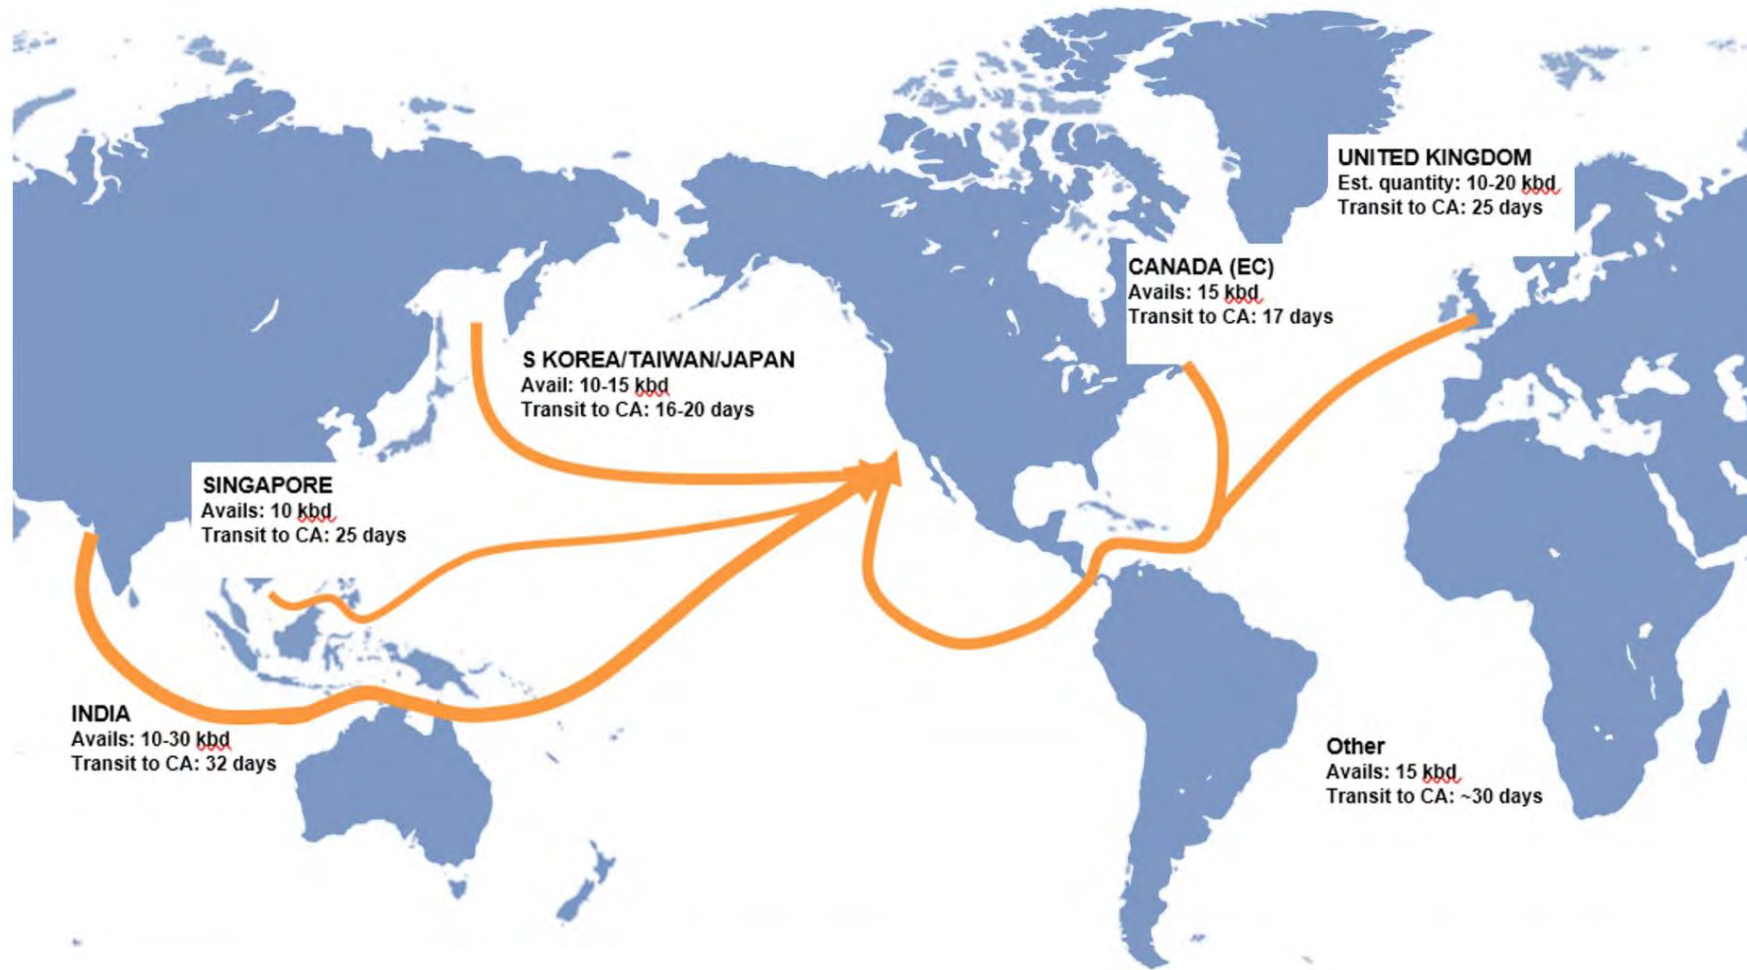 UNITED KINGDOM
Est. quantity: 10-20 kbd
Transit to CA: 25 days
CANADA (EC)
Avails: 15 kbd
Transit to CA: 17 days
S KOREA/TAIWAN/JAPAN
Avail: 10-15 kbd
Transit to CA: 16-20 days
SINGAPORE
Avails: 10 kbd
Transit to CA: 25 days
INDIA
Avails: 10-30 kbd
Transit to CA: 32 days
Other
Avails: 15 kbd
Transit to CA: ~30 days